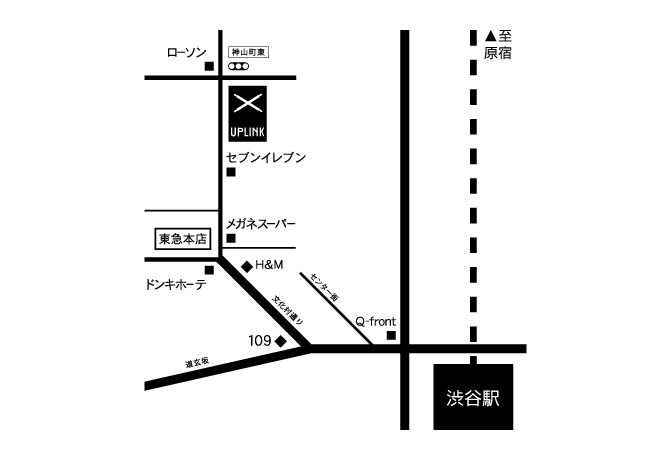 ▲至
原宿
ローソン
神山町東
UPLINK
セブンイレブン
メガネスーパー
東急本店
H&M
ドンキホーテ
センター街
文化村通り
Q-front
109
道玄坂
渋谷駅